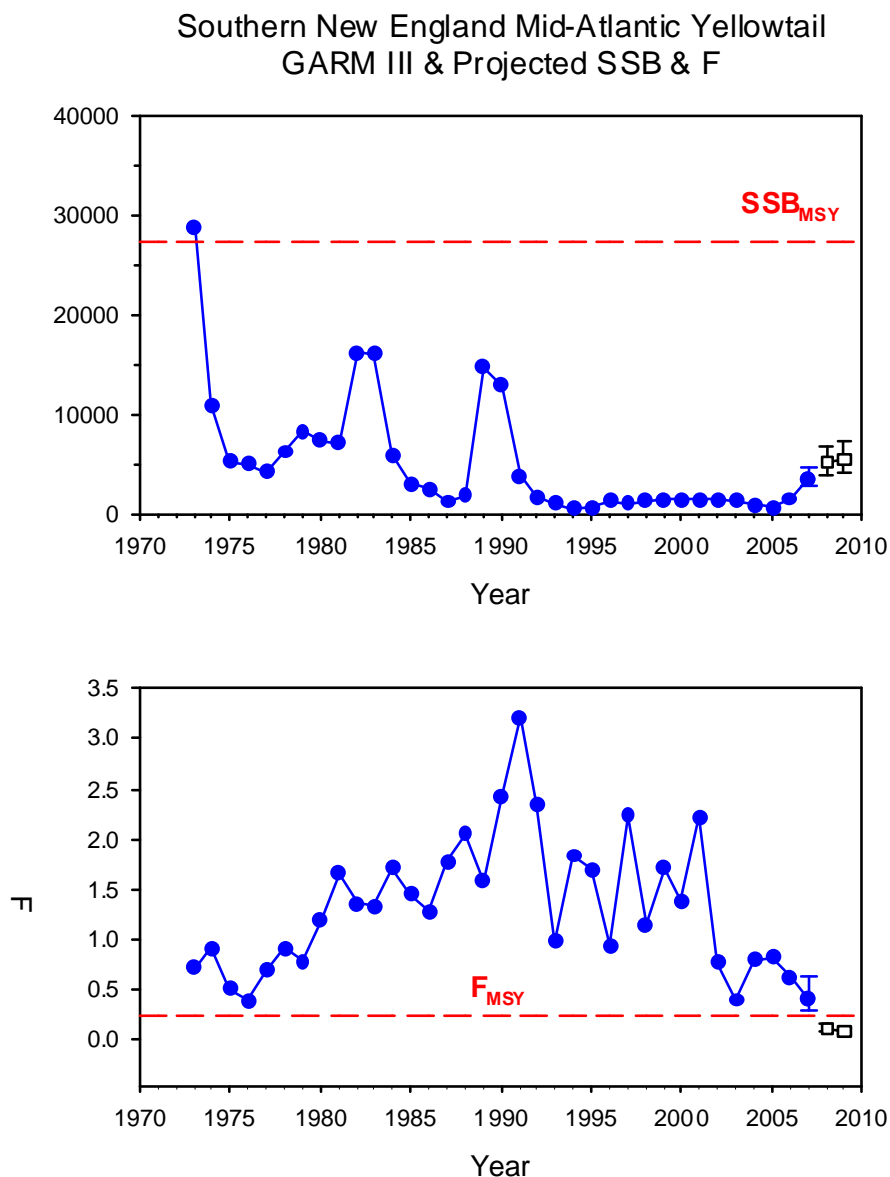 Southern New England Mid-Atlantic Yellowtail
GARM III & Projected SSB & F
40000
30000
20000
10000
0
SSBMSY
1970 1975 1980 1985 1990 1995 2000 2005 2010
Year
3.5
3.0
2.5
2.0
1.5
1.0
0.5
0.0
F
FMSY
1970 1975 1980 1985 1990 1995 2000 2005 2010
Year